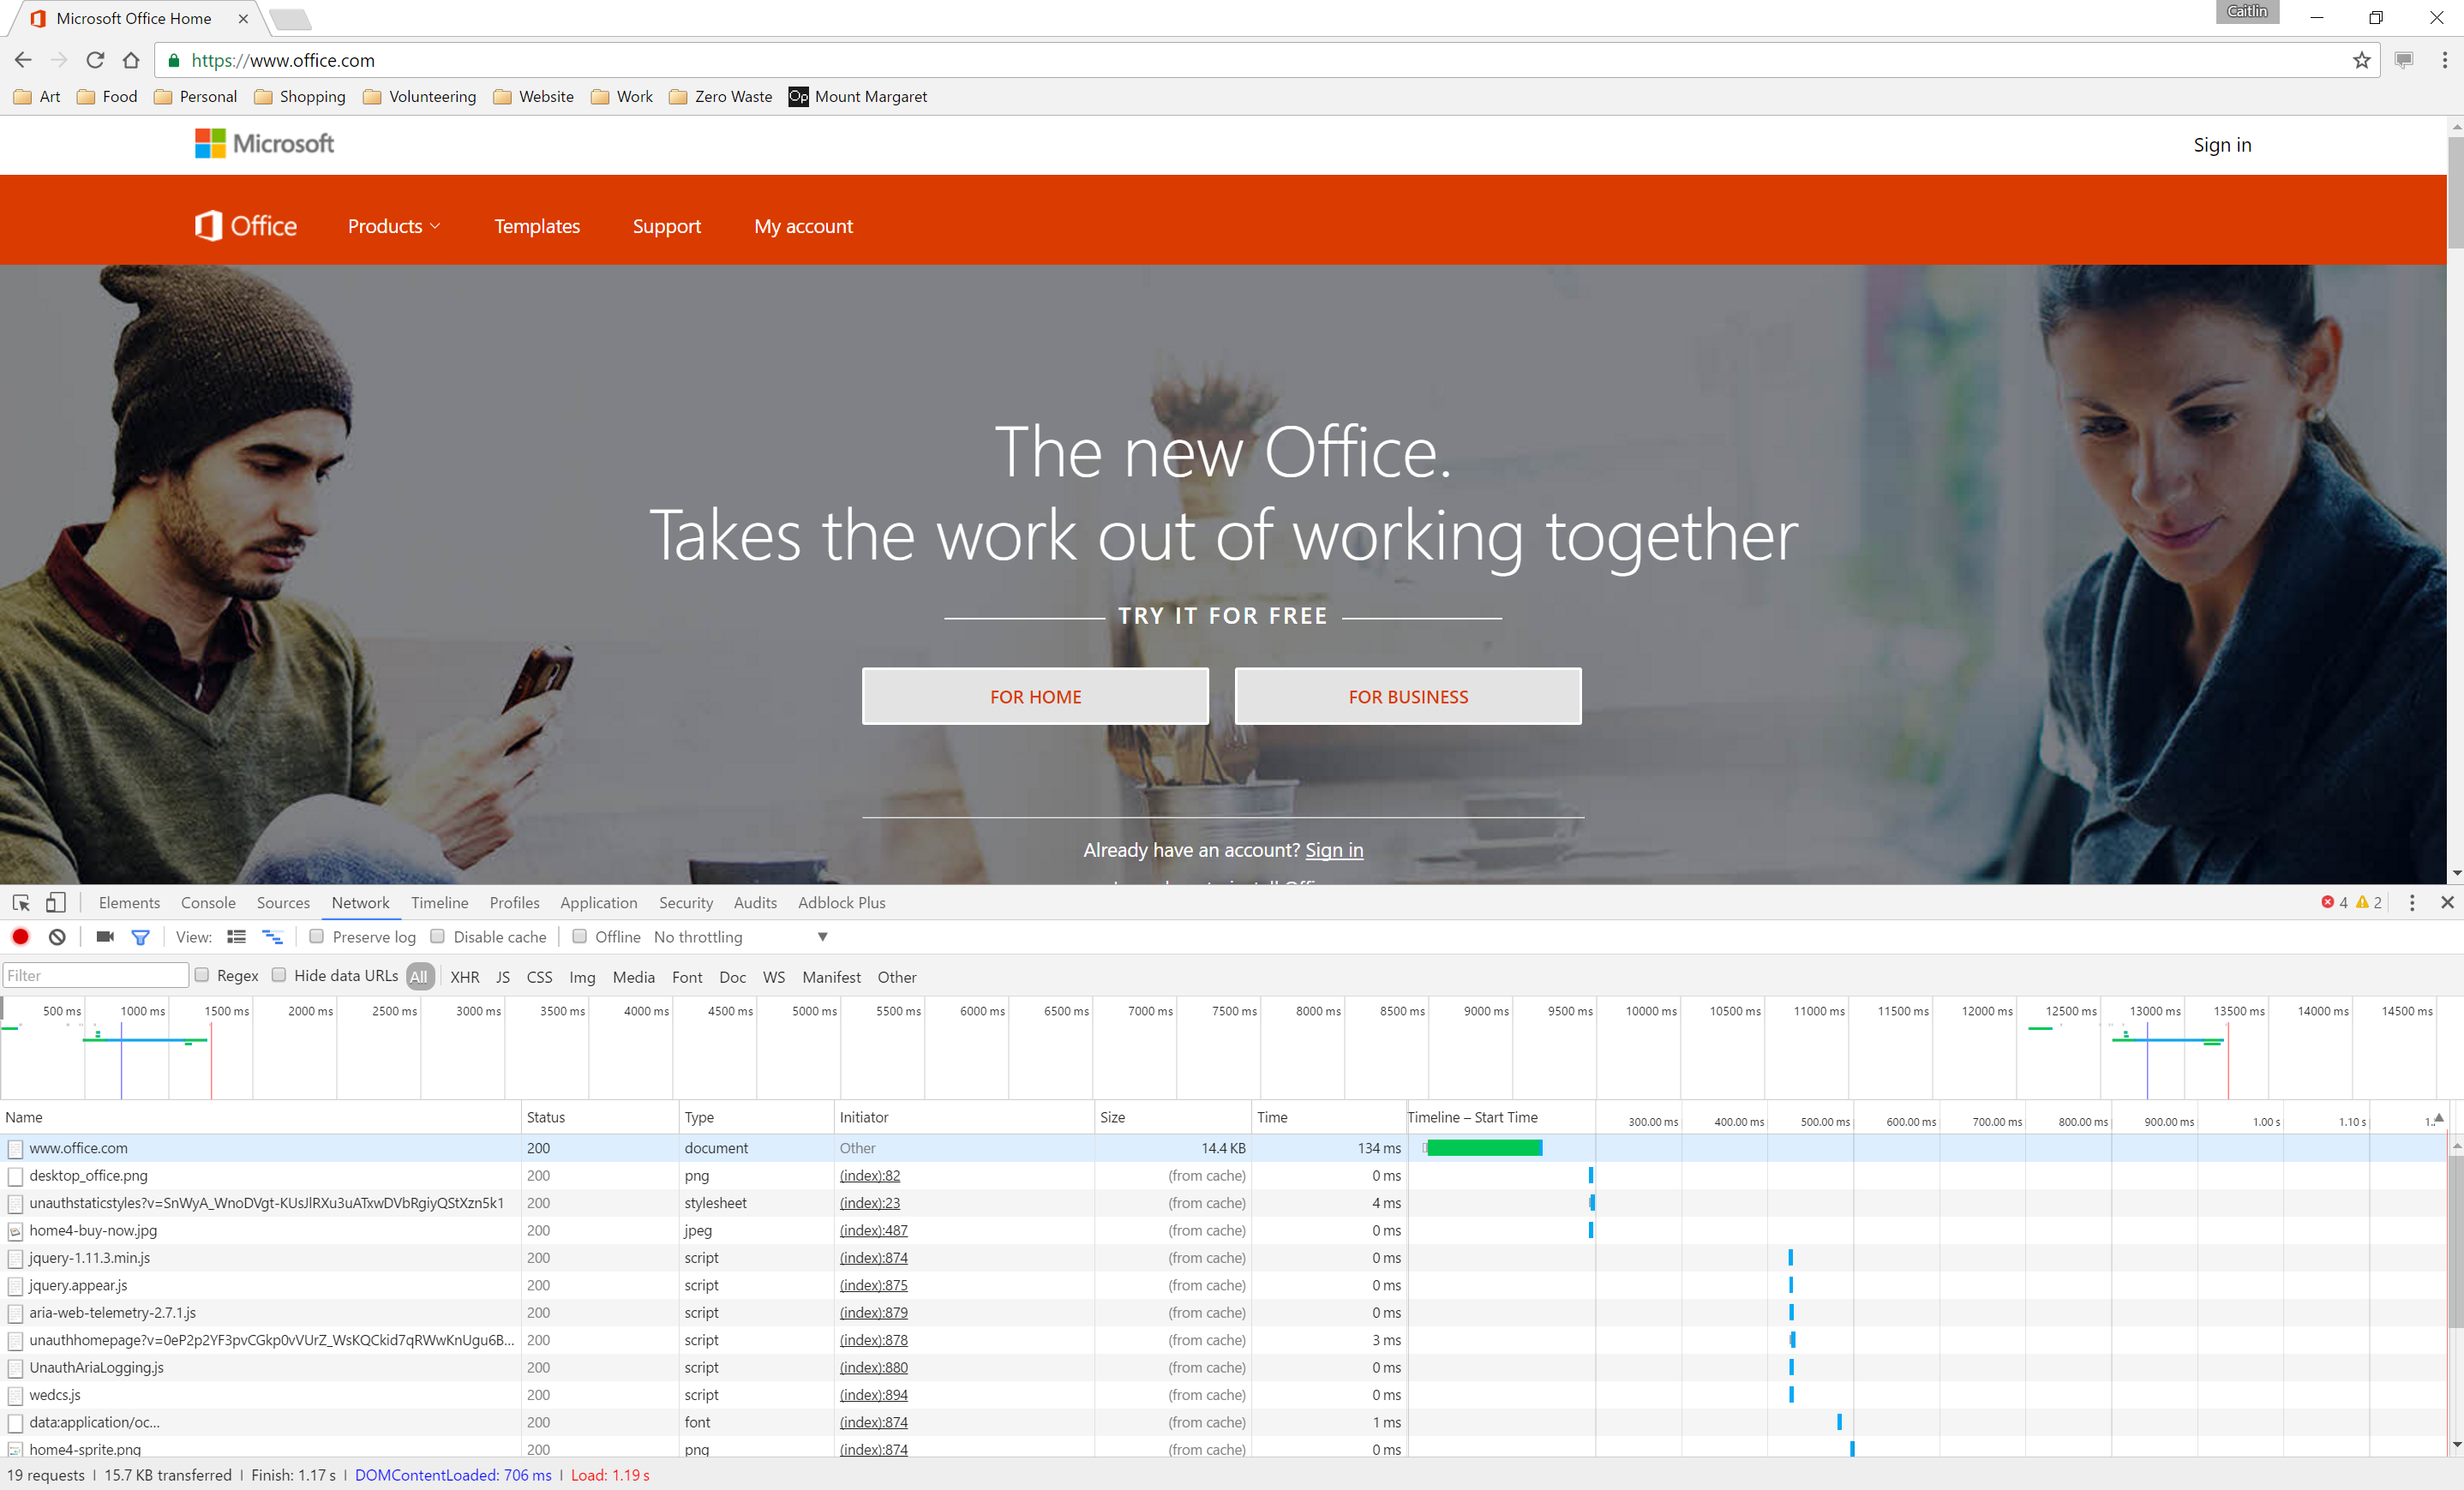 Microsoft Office Home
Caitlin
https://www.office.com
Art Food Personal Shopping Volunteering Website Work Zero Waste Op Mount Margaret
Microsoft
Sign in
Office Products Templates Support My account
The new Office.
Takes the work out of working together
TRY IT FOR FREE
FOR HOME FOR BUSINESS
Already have an account? Sign in
Elements Console Sources Network Timeline Profiles Application Security Audits Adblock Plus 4 2
View: Preserve log Disable cache Offline No throttling
Filter Regex Hide data URLs All XHR JS CSS Img Media Font Doc WS Manifest Other
500 ms 1000 ms 1500 ms 2000 ms 2500 ms 3000 ms 3500 ms 4000 ms 4500 ms 5000 ms 5500 ms 6000 ms 6500 ms 7000 ms 7500 ms 8000 ms 8500 ms 9000 ms 9500 ms 10000 ms 10500 ms 11000 ms 11500 ms 12000 ms 12500 ms 13000 ms 13500 ms 14000 ms 14500 ms
Name Status Type Initiator Size Time Timeline – Start Time 300.00 ms 400.00 ms 500.00 ms 600.00 ms 700.00 ms 800.00 ms 900.00 ms 1.00 s 1.10 s
www.office.com 200 document Other 14.4 KB 134 ms
desktop_office.png 200 png (index):82 (from cache) 0 ms
unauthstaticstyles?v=SnWyA_WnoDVgt-KUsJlRXu3uATxwDVbRgiyQStXzn5k1 200 stylesheet (index):23 (from cache) 4 ms
home4-buy-now.jpg 200 jpeg (index):487 (from cache) 0 ms
jquery-1.11.3.min.js 200 script (index):874 (from cache) 0 ms
jquery.appear.js 200 script (index):875 (from cache) 0 ms
aria-web-telemetry-2.7.1.js 200 script (index):879 (from cache) 0 ms
unauthhomepage?v=0eP2p2YF3pvCGkp0vVUrZ_WsKQCkid7qRWwKnUgu6B... 200 script (index):878 (from cache) 3 ms
UnauthAriaLogging.js 200 script (index):880 (from cache) 0 ms
wedcs.js 200 script (index):894 (from cache) 0 ms
data:application/oc... 200 font (index):874 (from cache) 1 ms
home4-sprite.png 200 png (index):874 (from cache) 0 ms
19 requests | 15.7 KB transferred | Finish: 1.17 s | DOMContentLoaded: 706 ms | Load: 1.19 s